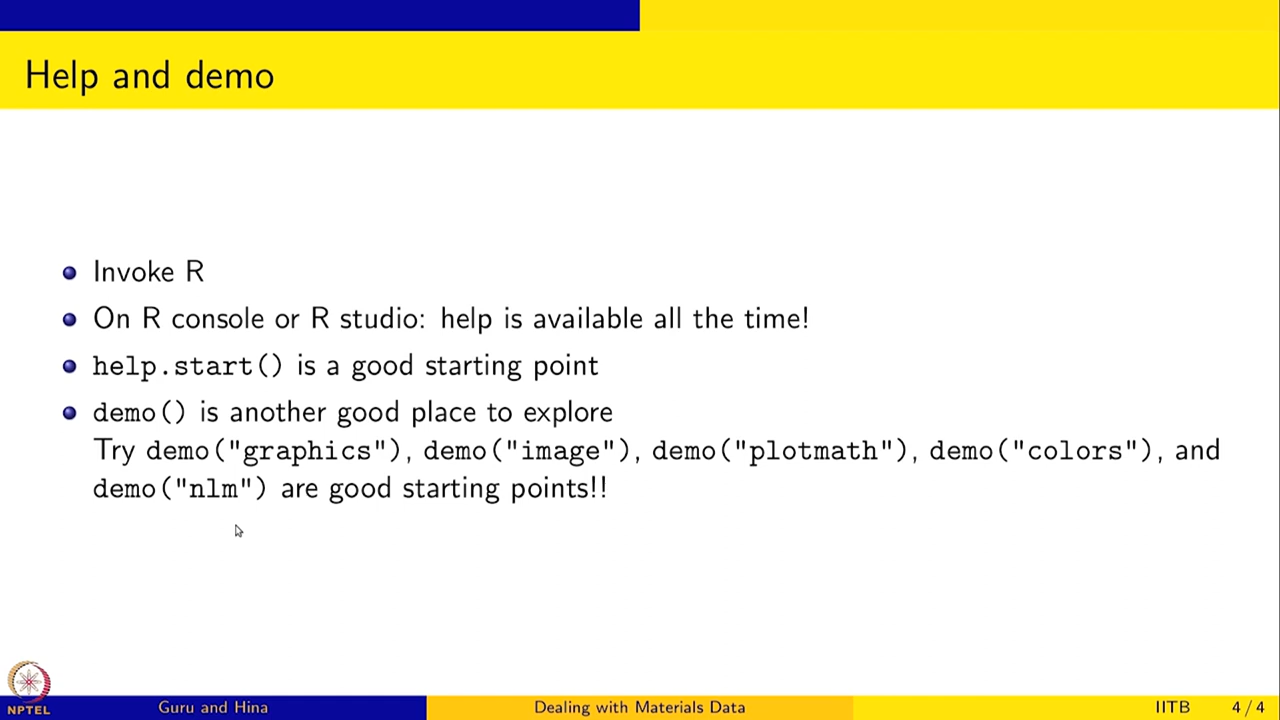 Help and demo
Invoke R
On R console or R studio: help is available all the time!
help.start() is a good starting point
demo() is another good place to explore
Try demo("graphics"), demo("image"), demo("plotmath"), demo("colors"), and
demo("nlm") are good starting points!!
NPTEL
Guru and Hina
Dealing with Materials Data
IITB
4 / 4